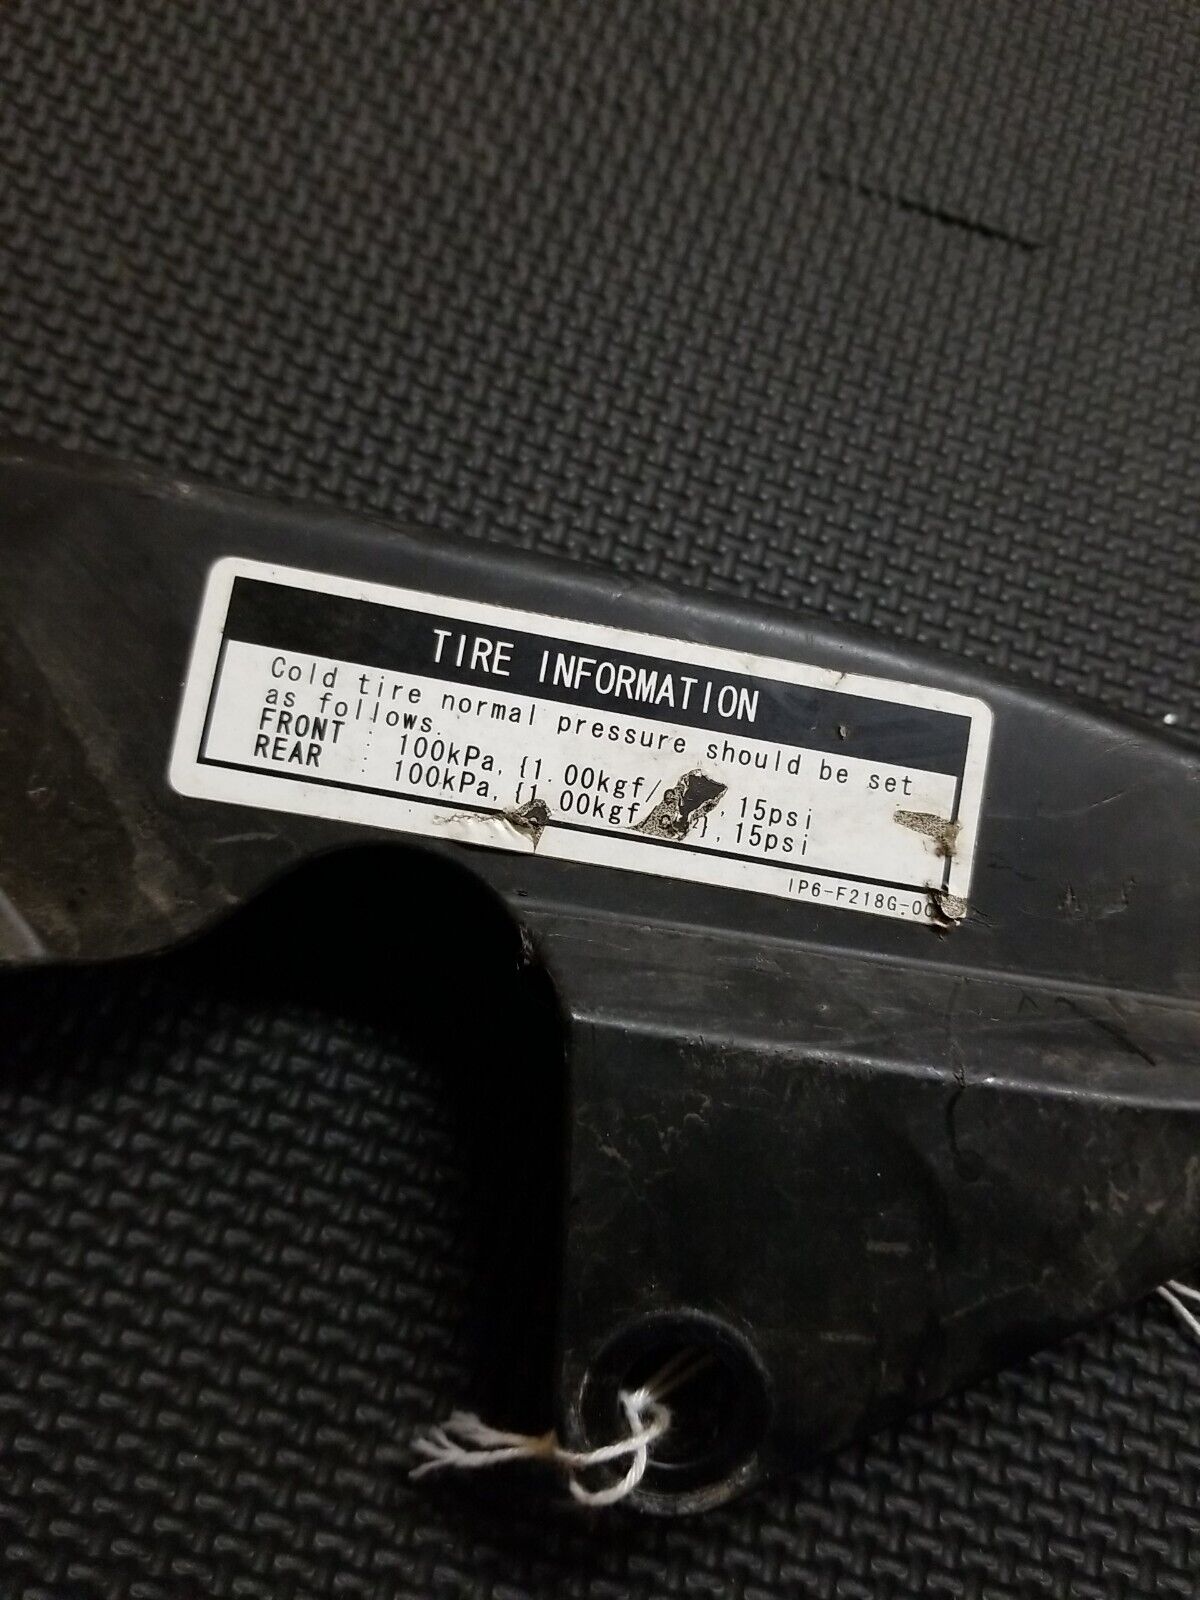 TIRE INFORMATION
Cold tire normal pressure should be set
as follows.
FRONT : 100kPa, {1.00kgf/ , 15psi
REAR : 100kPa, {1.00kgf 2}, 15psi
1P6-F218G-0